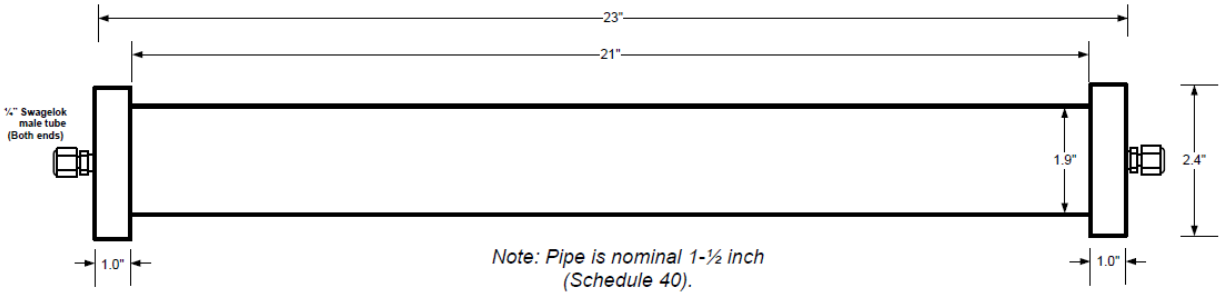 23"
21"
¼" Swagelok
male tube
(Both ends)
1.9"
2.4"
1.0"
Note: Pipe is nominal 1-½ inch
(Schedule 40).
1.0"